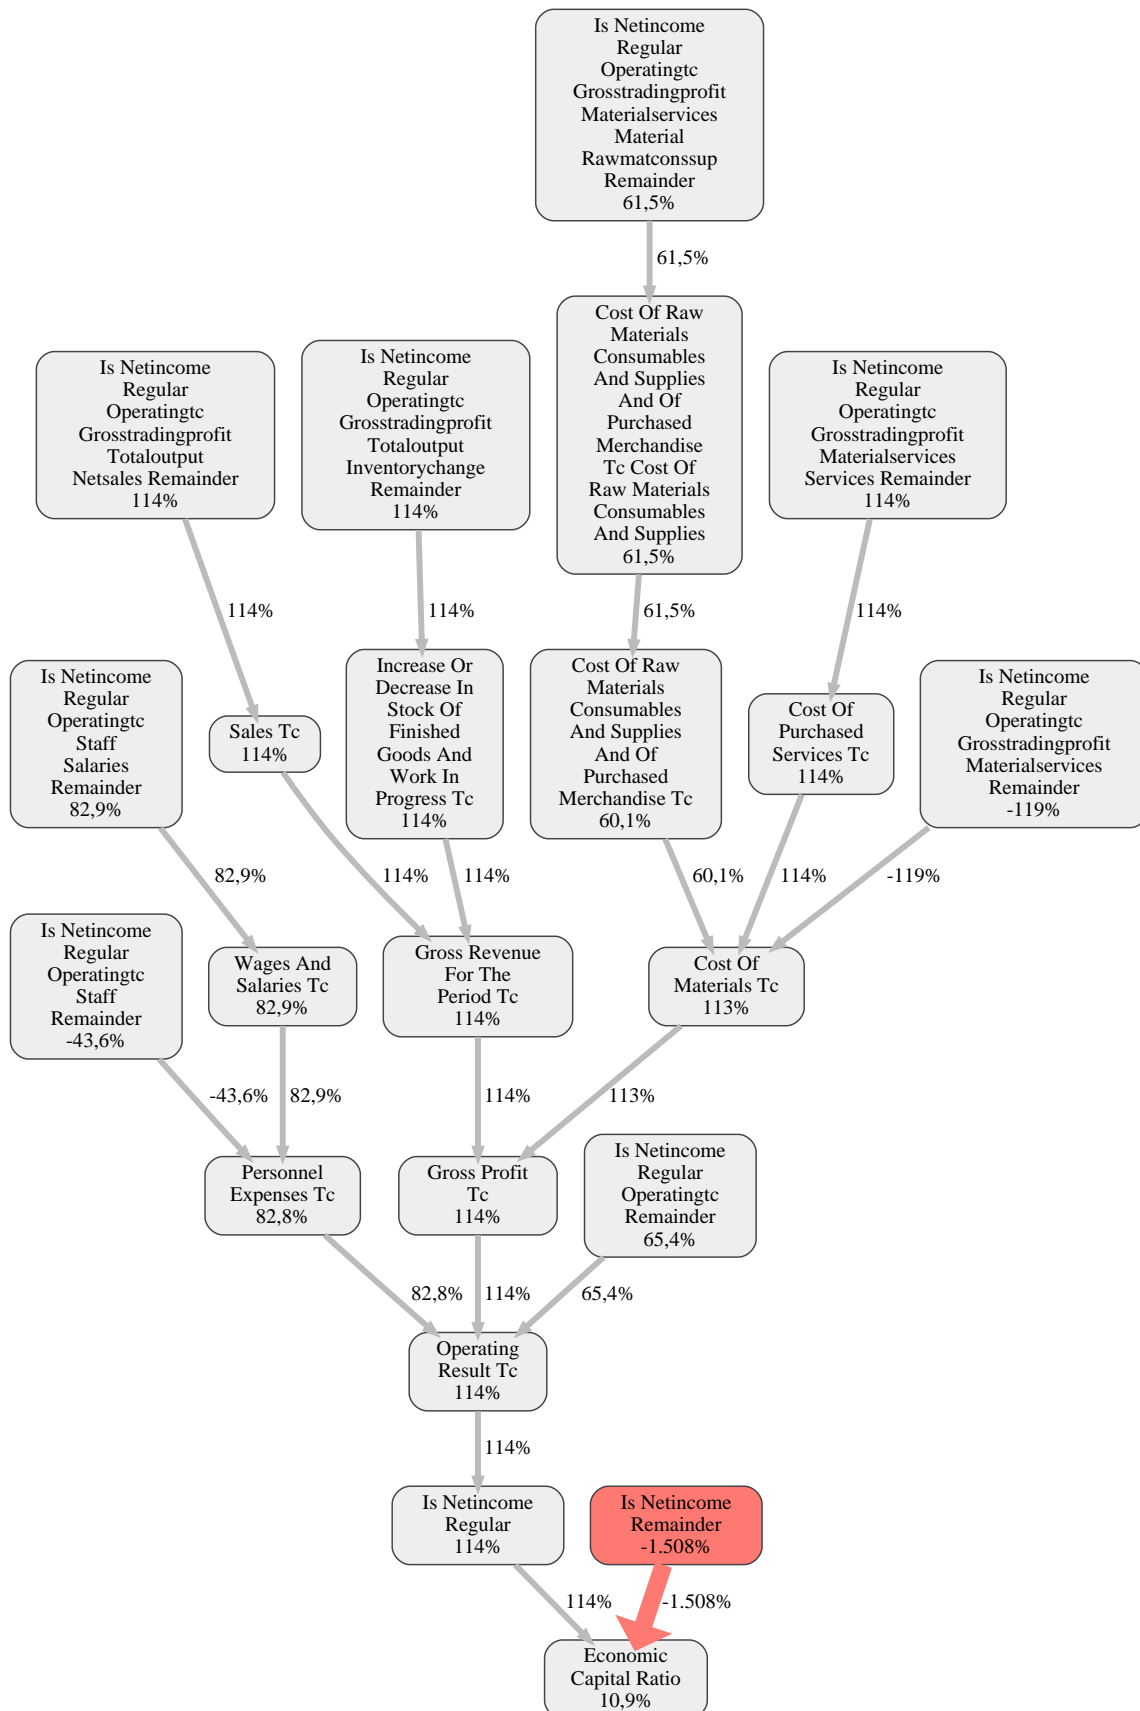 Is Netincome
Regular
Operatingtc
Grosstradingprofit
Materialservices
Material
Rawmatconssup
Remainder
61,5%
61,5%
Cost Of Raw
Materials
Consumables
And Supplies
And Of
Purchased
Merchandise
Tc Cost Of
Raw Materials
Consumables
And Supplies
61,5%
Is Netincome
Regular
Operatingtc
Grosstradingprofit
Totaloutput
Netsales Remainder
114%
Is Netincome
Regular
Operatingtc
Grosstradingprofit
Totaloutput
Inventorychange
Remainder
114%
Is Netincome
Regular
Operatingtc
Grosstradingprofit
Materialservices
Services Remainder
114%
114%
114%
61,5%
114%
Is Netincome
Regular
Operatingtc
Staff
Salaries
Remainder
82,9%
Sales Tc
114%
Increase Or
Decrease In
Stock Of
Finished
Goods And
Work In
Progress Tc
114%
Cost Of Raw
Materials
Consumables
And Supplies
And Of
Purchased
Merchandise Tc
60,1%
Cost Of
Purchased
Services Tc
114%
Is Netincome
Regular
Operatingtc
Grosstradingprofit
Materialservices
Remainder
-119%
82,9%
114%
114%
60,1%
114%
-119%
Is Netincome
Regular
Operatingtc
Staff
Remainder
-43,6%
Wages And
Salaries Tc
82,9%
Gross Revenue
For The
Period Tc
114%
Cost Of
Materials Tc
113%
-43,6%
82,9%
114%
113%
Personnel
Expenses Tc
82,8%
Gross Profit
Tc
114%
Is Netincome
Regular
Operatingtc
Remainder
65,4%
82,8%
114%
65,4%
Operating
Result Tc
114%
114%
Is Netincome
Regular
114%
Is Netincome
Remainder
-1.508%
114%
-1.508%
Economic
Capital Ratio
10,9%